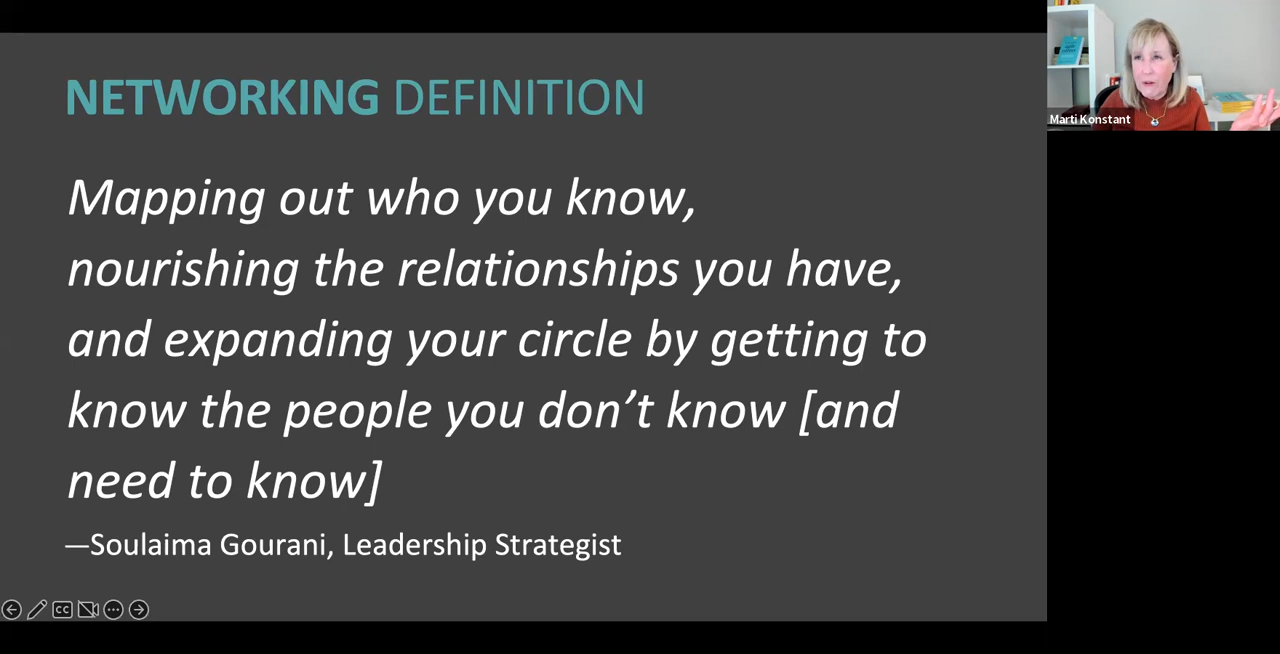 NETWORKING DEFINITION
Mapping out who you know,
nourishing the relationships you have,
and expanding your circle by getting to
know the people you don’t know [and
need to know]
—Soulaima Gourani, Leadership Strategist
CC
Marti Konstant